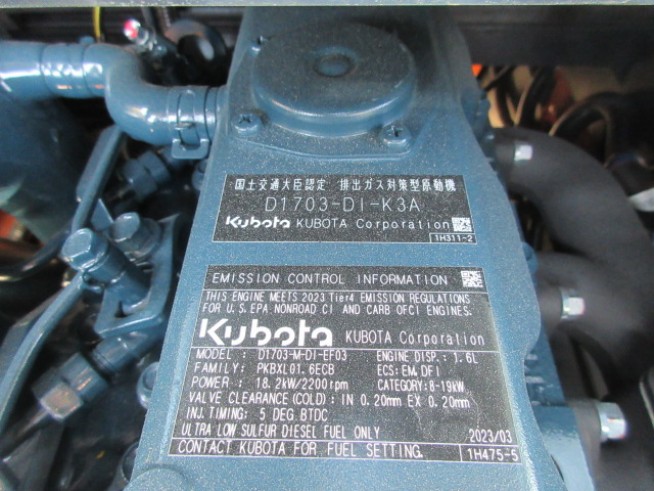 国土交通大臣認定 排出ガス対策型原動機
D1703-DI-K3A
Kubota KUBOTA Corporation
1H311-2
EMISSION CONTROL INFORMATION
THIS ENGINE MEETS 2023 Tier4 EMISSION REGULATIONS
FOR U.S. EPA NONROAD CI AND CARB OFCI ENGINES.
Kubota KUBOTA Corporation
MODEL : D1703-M-DI-EF03 ENGINE DISP.: 1.6L
FAMILY: PKBXL01.6ECB ECS: EM, DFI
POWER : 18.2kW/2200rpm CATEGORY: 8-19kW
VALVE CLEARANCE (COLD) : IN 0.20mm EX 0.20mm
INJ. TIMING: 5 DEG BTDC
ULTRA LOW SULFUR DIESEL FUEL ONLY 2023/03
CONTACT KUBOTA FOR FUEL SETTING. 1H475-5